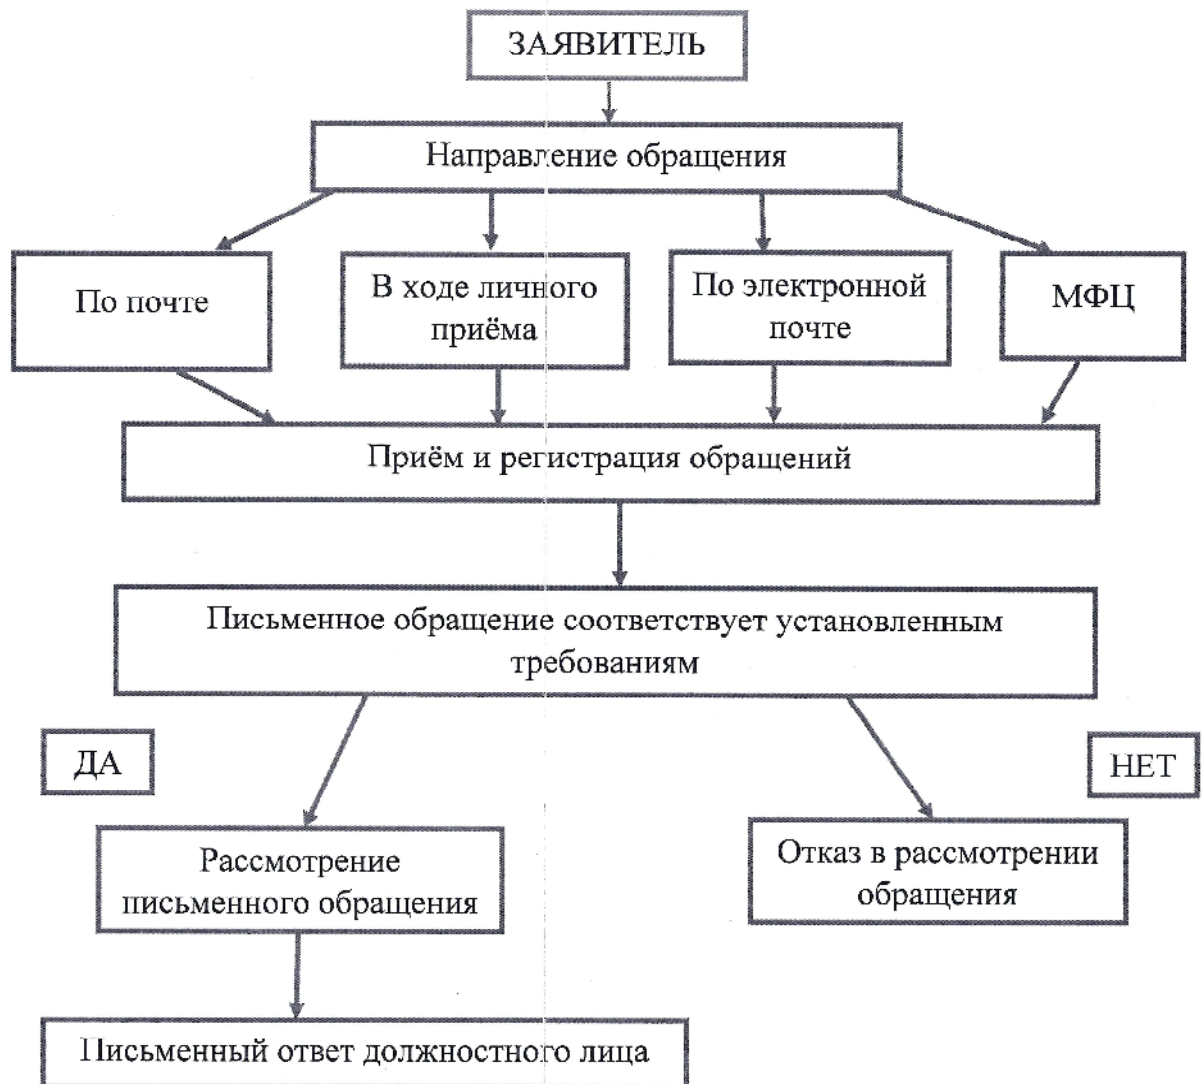 ЗАЯВИТЕЛЬ
Направление обращения
По почте
В ходе личного
приёма
По электронной
почте
МФЦ
Приём и регистрация обращений
Письменное обращение соответствует установленным
требованиям
ДА
НЕТ
Рассмотрение
письменного обращения
Отказ в рассмотрении
обращения
Письменный ответ должностного лица